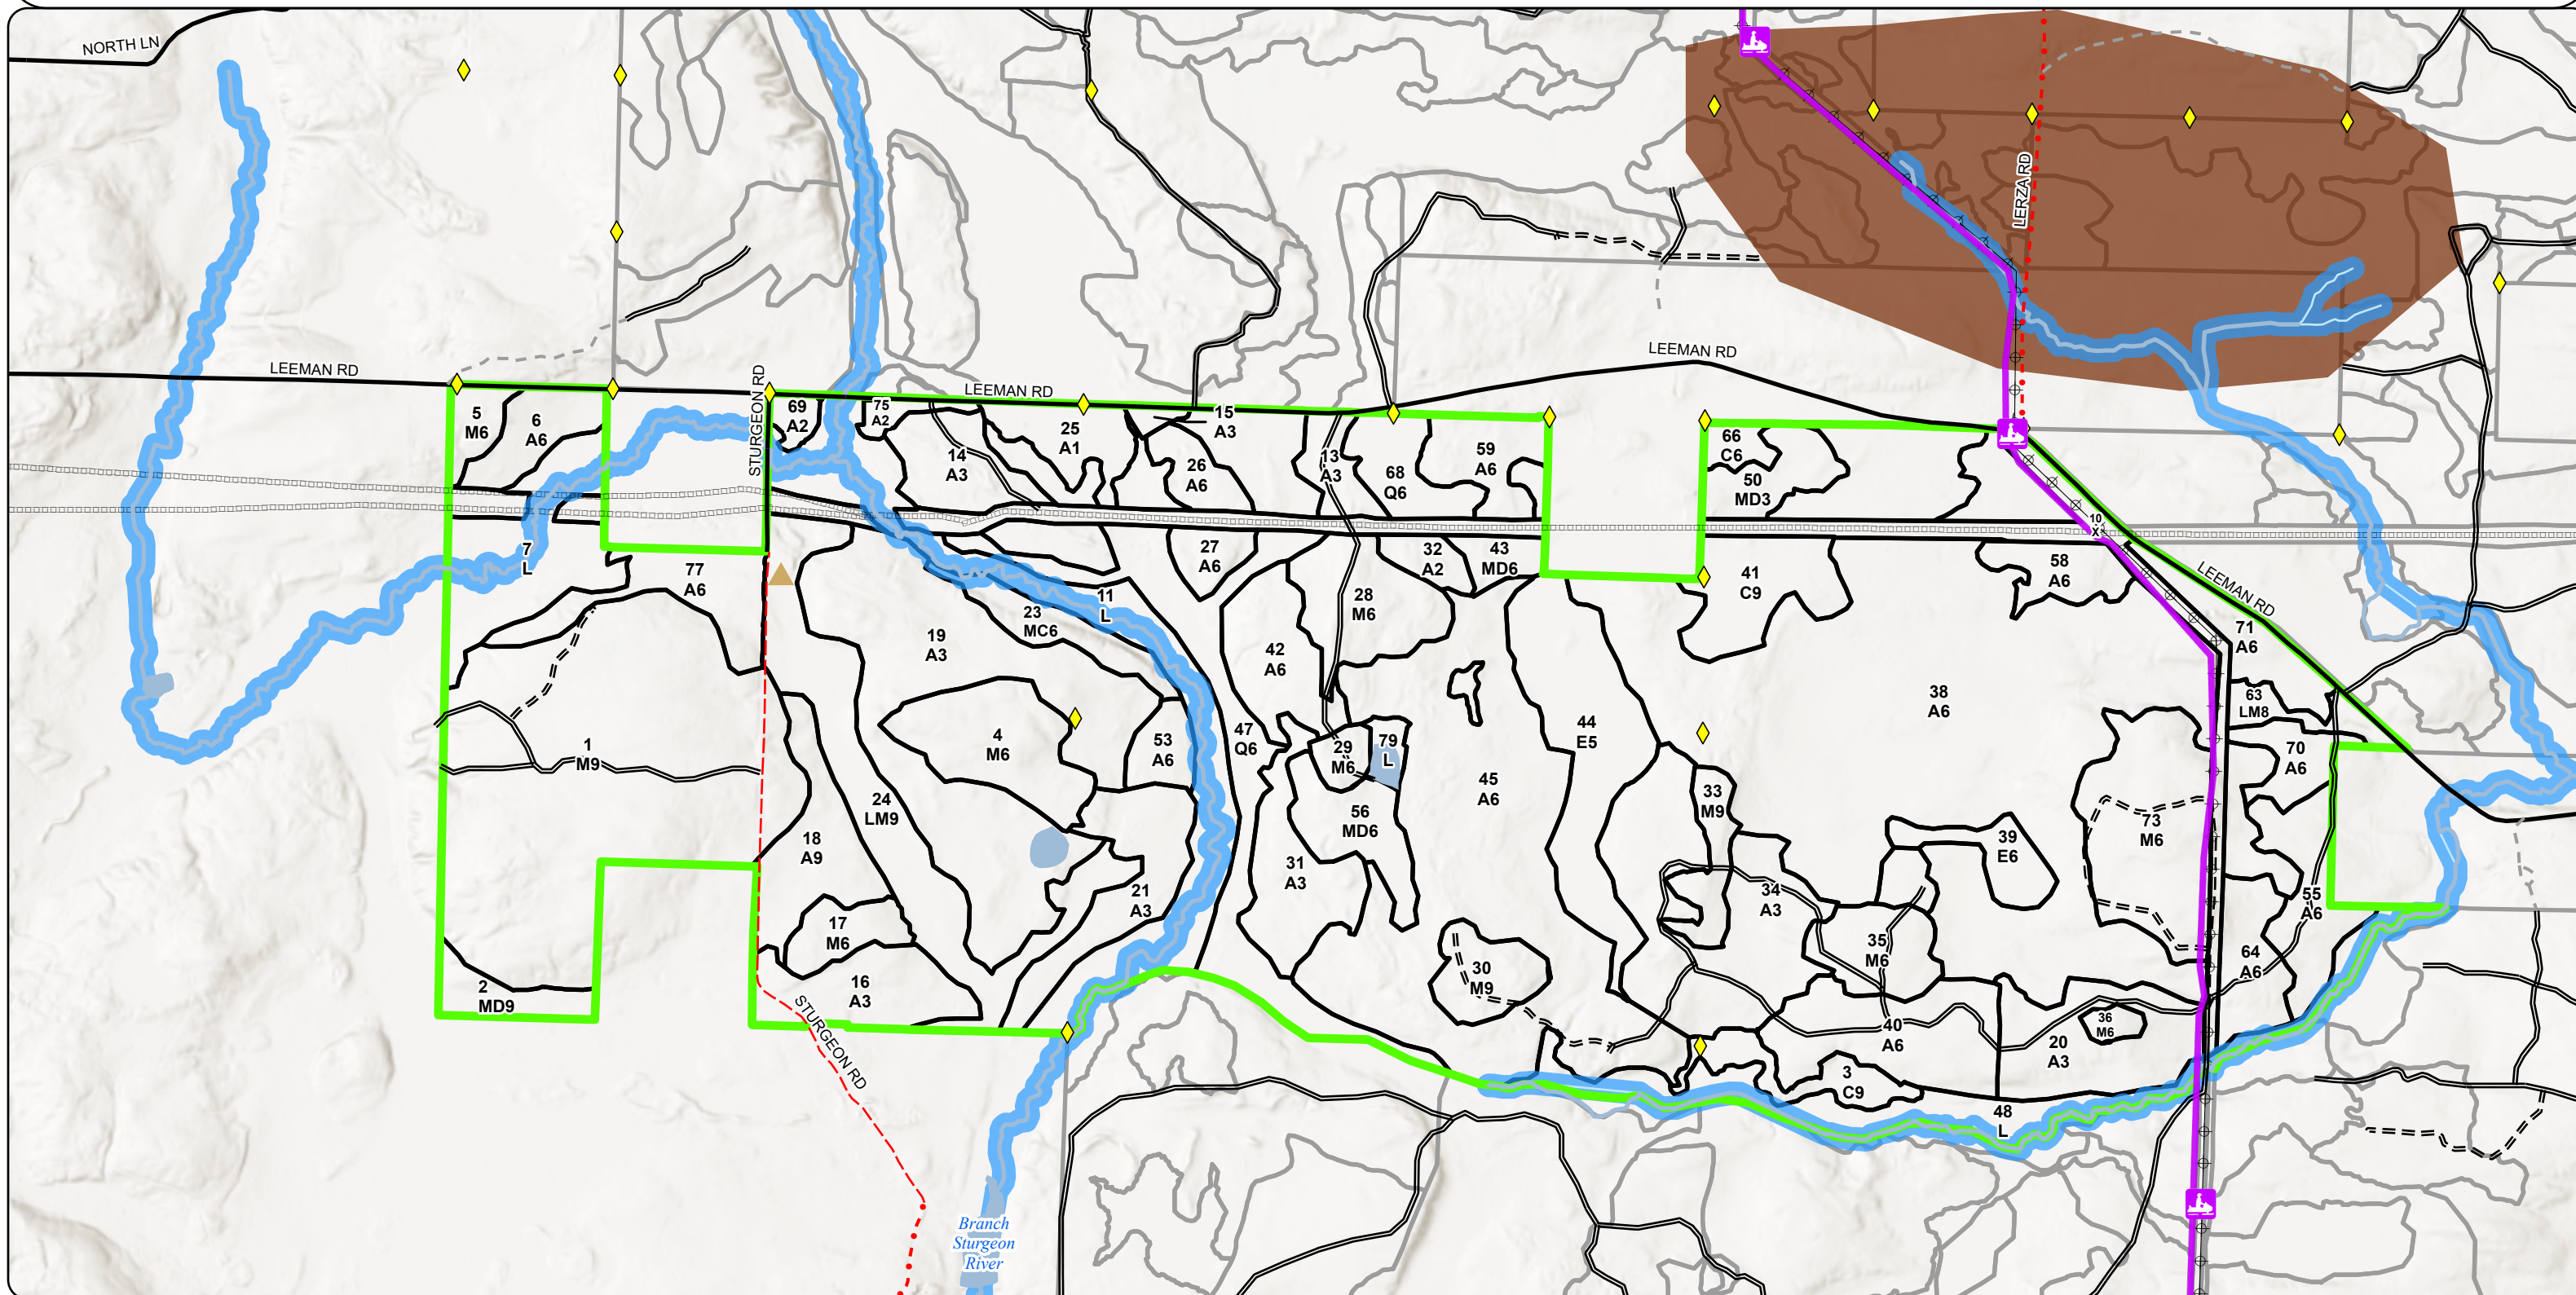 NORTH LN
LERZA RD
LEEMAN RD
LEEMAN RD
LEEMAN RD
STURGEON RD
5
M6
6
A6
69
A2
75
A2
14
A3
25
A1
15
A3
26
A6
13
A3
68
Q6
59
A6
66
C6
50
MD3
10
X
7
L
77
A6
27
A6
32
A2
43
MD6
41
C9
58
A6
LEEMAN RD
11
L
23
MC6
28
M6
19
A3
42
A6
71
A6
63
LM8
38
A6
1
M9
4
M6
53
A6
47
Q6
29
M6
79
L
44
E5
70
A6
45
A6
24
LM9
56
MD6
33
M9
73
M6
39
E6
18
A9
31
A3
21
A3
34
A3
55
A6
17
M6
35
M6
64
A6
30
M9
2
MD9
16
A3
STURGEON RD
40
A6
36
M6
20
A3
3
C9
48
L
Branch
Sturgeon
River